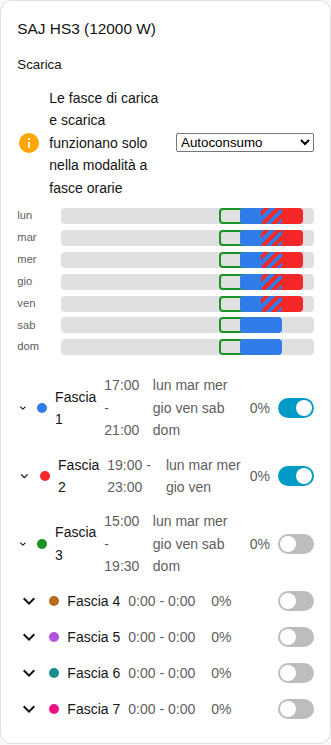 SAJ HS3 (12000 W)
Scarica
Le fasce di carica
e scarica
funzionano solo
nella modalità a
fasce orarie
Autoconsumo
lun
mar
mer
gio
ven
sab
dom
Fascia 1 17:00 - 21:00 lun mar mer gio ven sab dom 0%
Fascia 2 19:00 - 23:00 lun mar mer gio ven 0%
Fascia 3 15:00 - 19:30 lun mar mer gio ven sab dom 0%
Fascia 4 0:00 - 0:00 0%
Fascia 5 0:00 - 0:00 0%
Fascia 6 0:00 - 0:00 0%
Fascia 7 0:00 - 0:00 0%